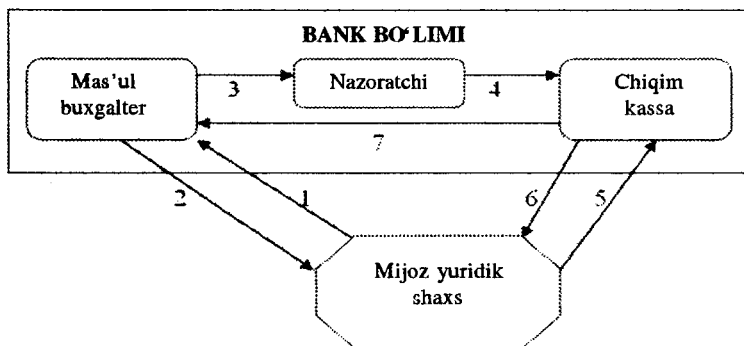 BANK BO‘LIMI
Mas’ul
buxgalter
3
Nazoratchi
4
Chiqim
kassa
7
2
1
6
5
Mijoz yuridik
shaxs